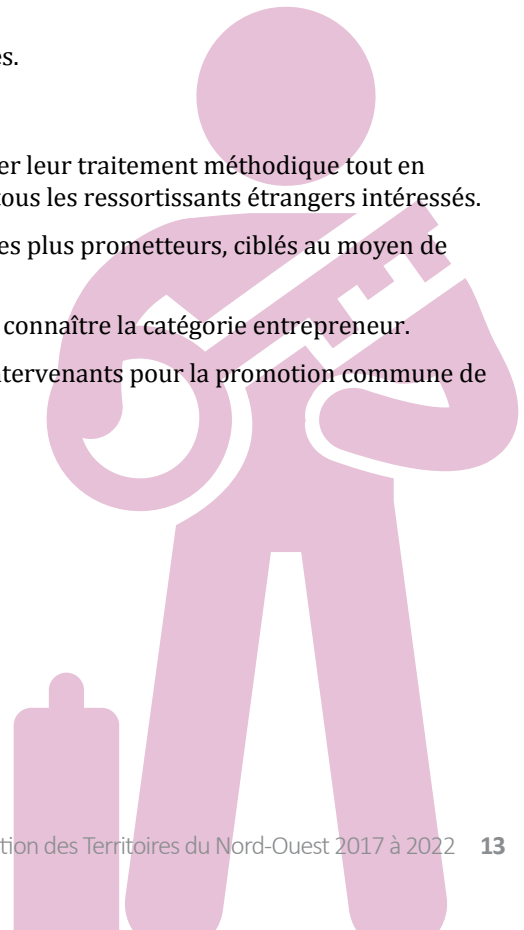 es.
er leur traitement méthodique tout en
tous les ressortissants étrangers intéressés.
es plus prometteurs, ciblés au moyen de
connaître la catégorie entrepreneur.
ntervenants pour la promotion commune de
tion des Territoires du Nord-Ouest 2017 à 2022 13